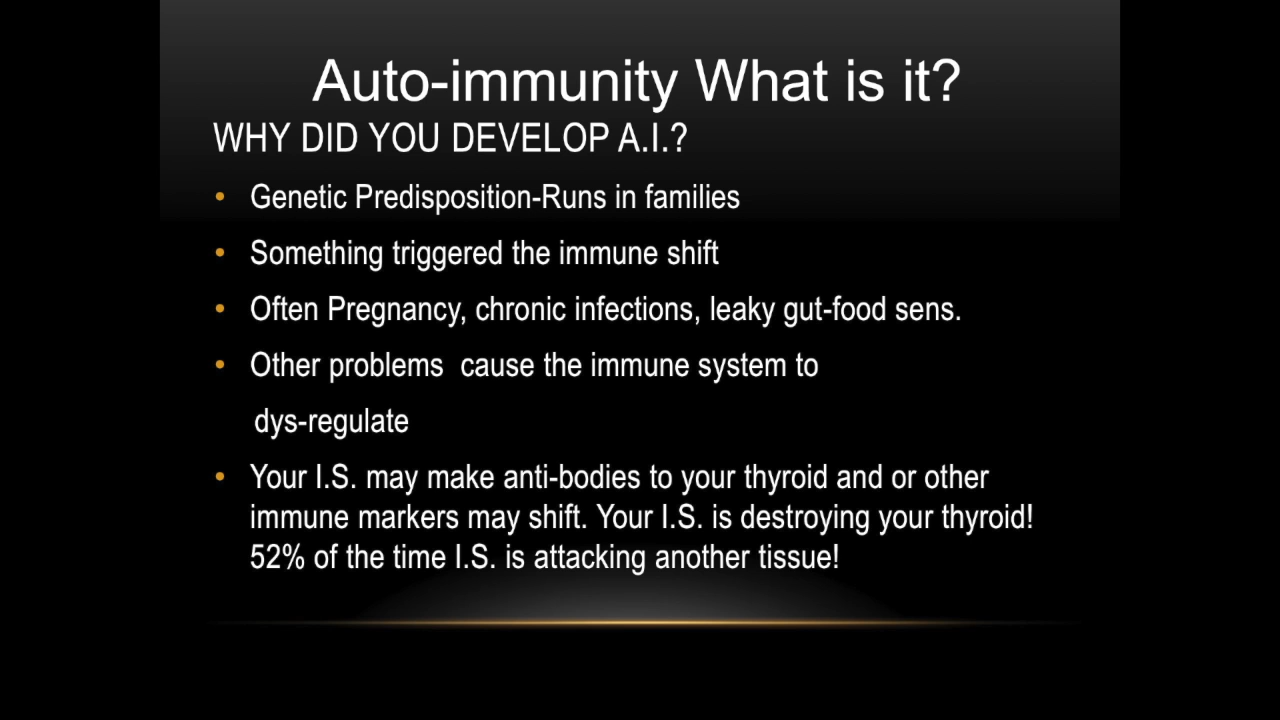 Auto-immunity What is it?
WHY DID YOU DEVELOP A.I.?
• Genetic Predisposition-Runs in families
• Something triggered the immune shift
• Often Pregnancy, chronic infections, leaky gut-food sens.
• Other problems  cause the immune system to
dys-regulate
• Your I.S. may make anti-bodies to your thyroid and or other
immune markers may shift. Your I.S. is destroying your thyroid!
52% of the time I.S. is attacking another tissue!